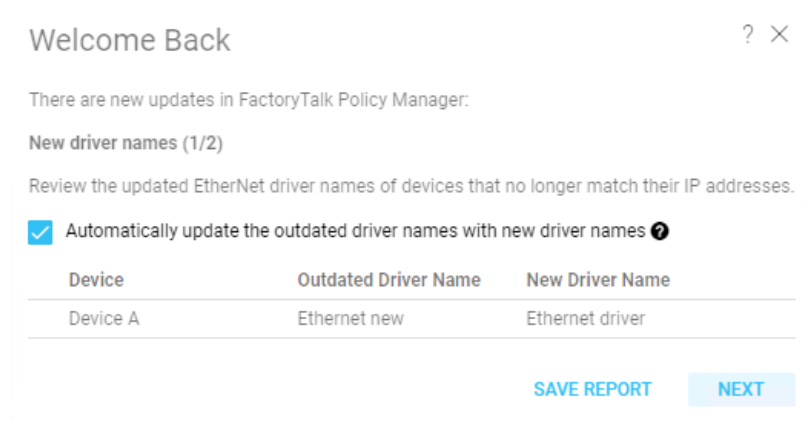 Welcome Back
? ×
There are new updates in FactoryTalk Policy Manager:
New driver names (1/2)
Review the updated EtherNet driver names of devices that no longer match their IP addresses.
Automatically update the outdated driver names with new driver names ?
Device Outdated Driver Name New Driver Name
Device A Ethernet new Ethernet driver
SAVE REPORT NEXT